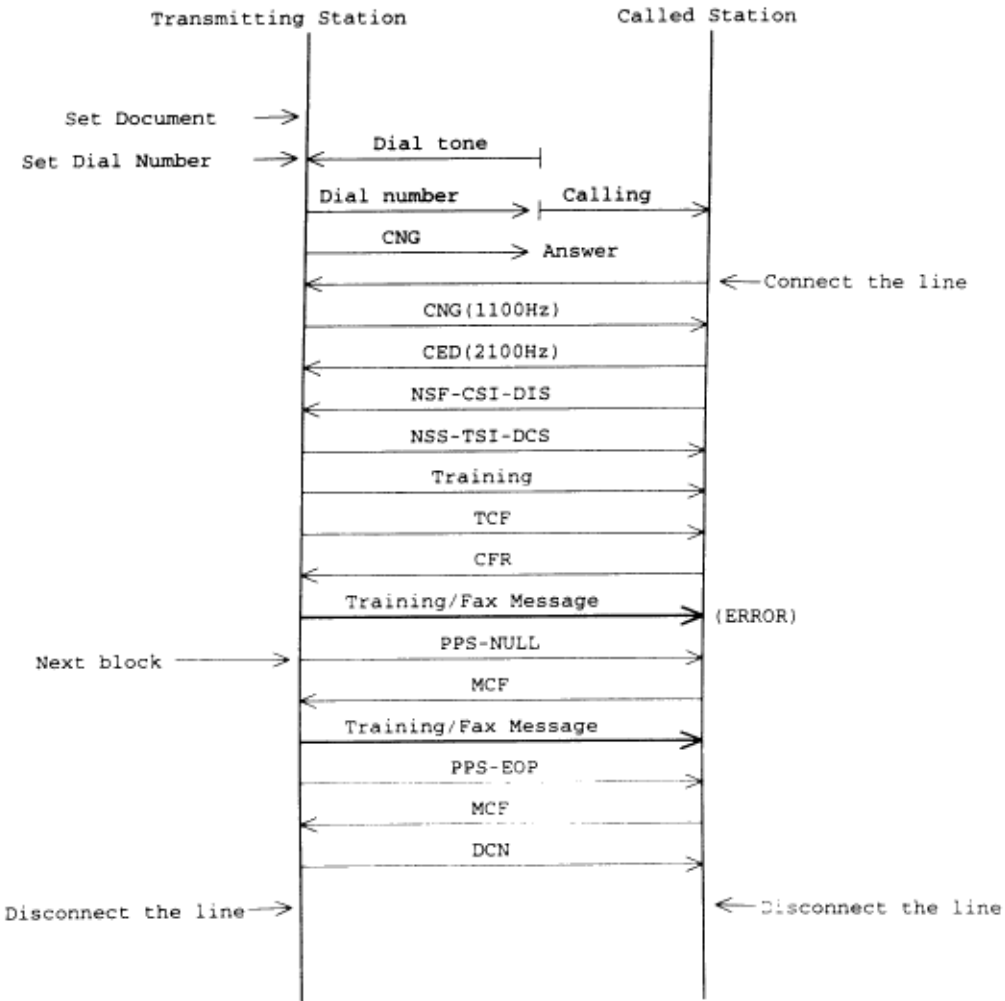 Transmitting Station Called Station
Set Document
Dial tone
Set Dial Number
Dial number Calling
CNG Answer
Connect the line
CNG(1100Hz)
CED(2100Hz)
NSF-CSI-DIS
NSS-TSI-DCS
Training
TCF
CFR
Training/Fax Message (ERROR)
PPS-NULL
Next block
MCF
Training/Fax Message
PPS-EOP
MCF
DCN
Disconnect the line Disconnect the line